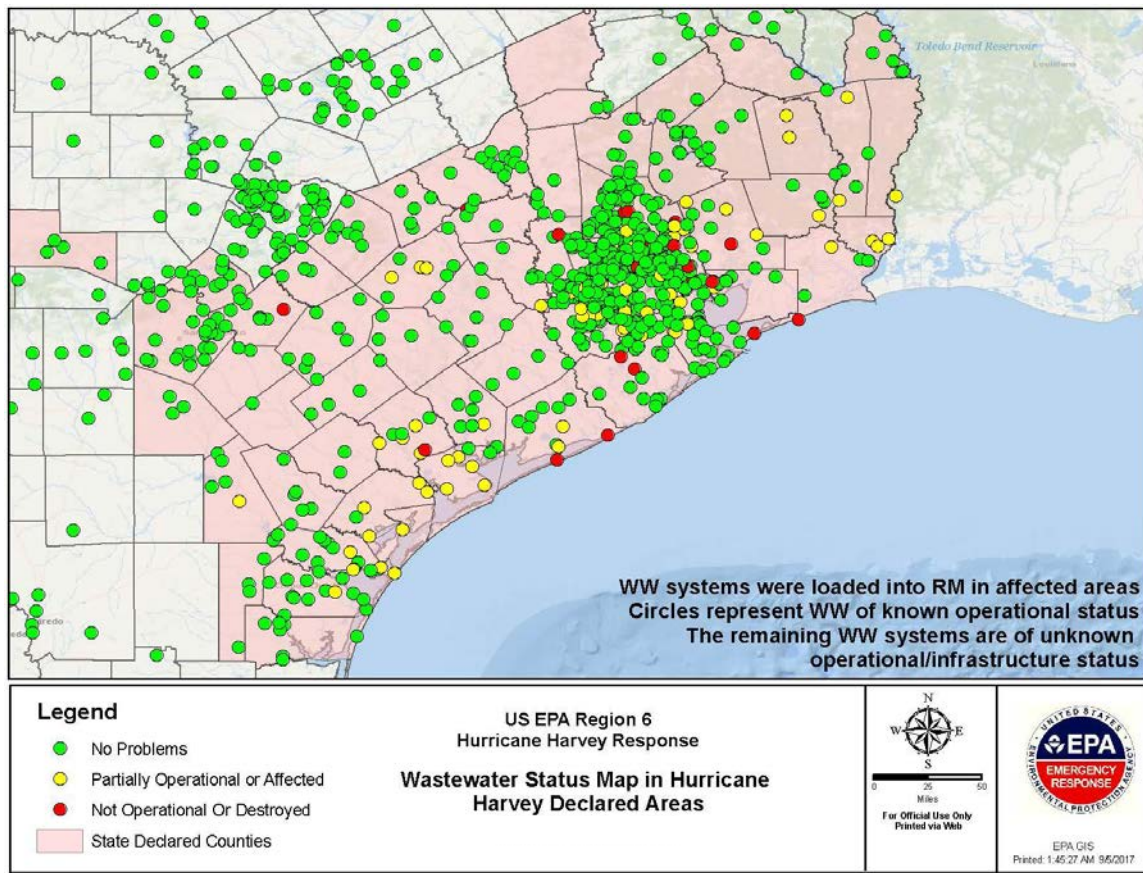 Toledo Bend Reservoir
Louisiana
WW systems were loaded into RM in affected areas
Circles represent WW of known operational status
The remaining WW systems are of unknown
operational/infrastructure status
Legend
No Problems
Partially Operational or Affected
Not Operational Or Destroyed
State Declared Counties
US EPA Region 6
Hurricane Harvey Response
Wastewater Status Map in Hurricane
Harvey Declared Areas
N
W E
S
0 25 50
Miles
For Official Use Only
Printed via Web
UNITED STATES
EPA
EMERGENCY
RESPONSE
ENVIRONMENTAL PROTECTION AGENCY
EPA GIS
Printed: 1:45:27 AM 9/5/2017